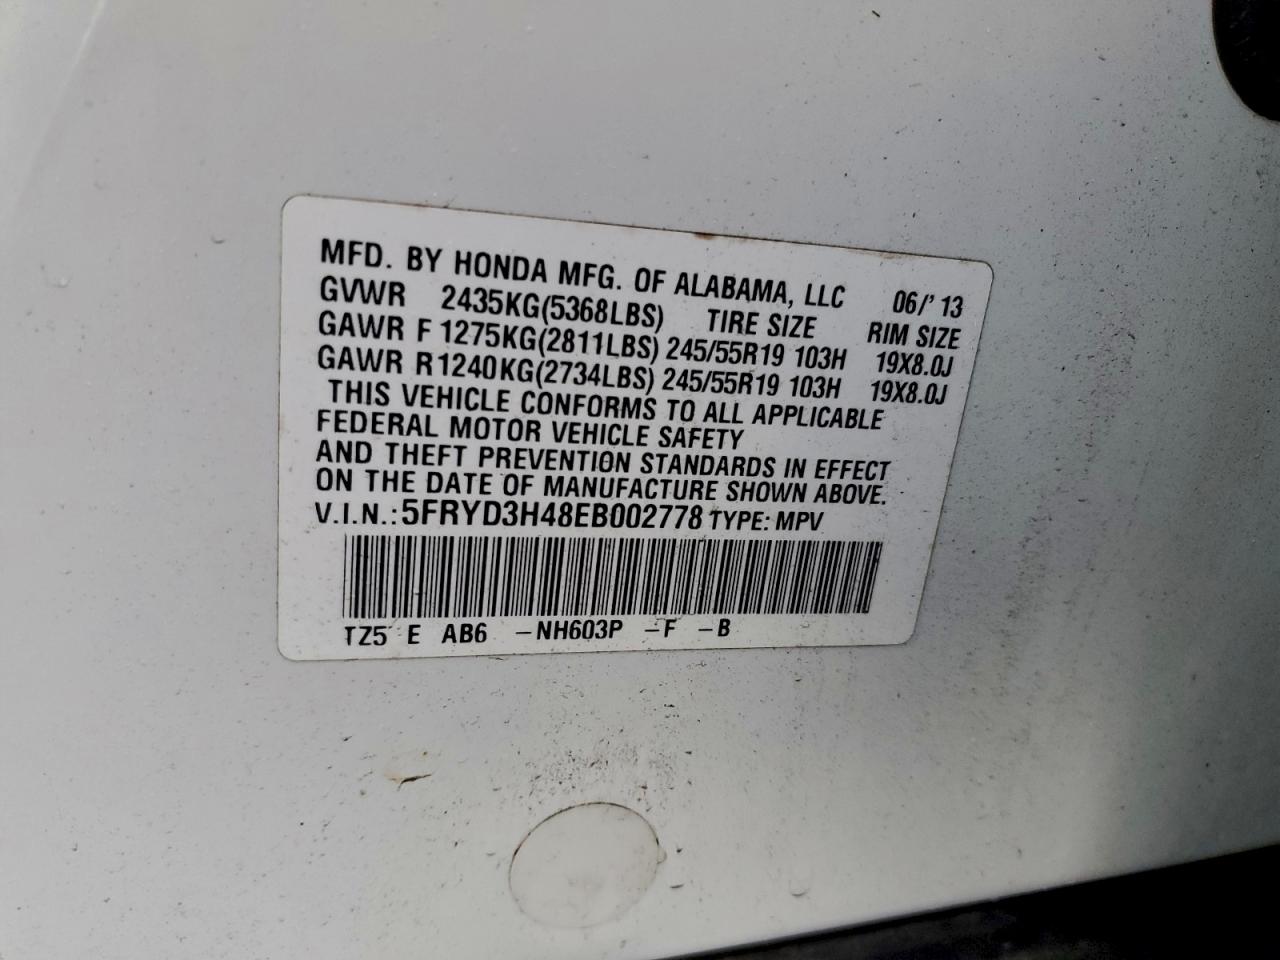 MFD. BY HONDA MFG. OF ALABAMA, LLC 06/'13
GVWR 2435KG(5368LBS) TIRE SIZE RIM SIZE
GAWR F 1275KG(2811LBS) 245/55R19 103H 19X8.0J
GAWR R1240KG(2734LBS) 245/55R19 103H 19X8.0J
THIS VEHICLE CONFORMS TO ALL APPLICABLE
FEDERAL MOTOR VEHICLE SAFETY
AND THEFT PREVENTION STANDARDS IN EFFECT
ON THE DATE OF MANUFACTURE SHOWN ABOVE.
V.I.N.:5FRYD3H48EB002778 TYPE: MPV
TZ5 E AB6 -NH603P -F -B